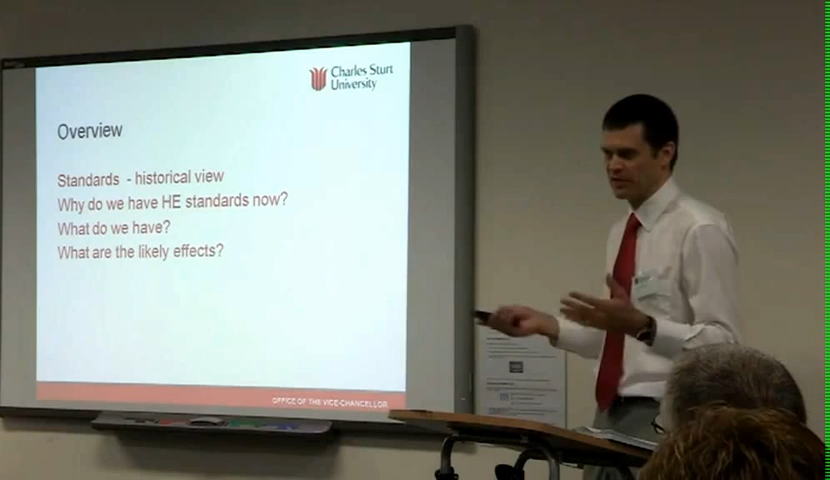 Charles Sturt
University
Overview
Standards - historical view
Why do we have HE standards now?
What do we have?
What are the likely effects?
OFFICE OF THE VICE-CHANCELLOR